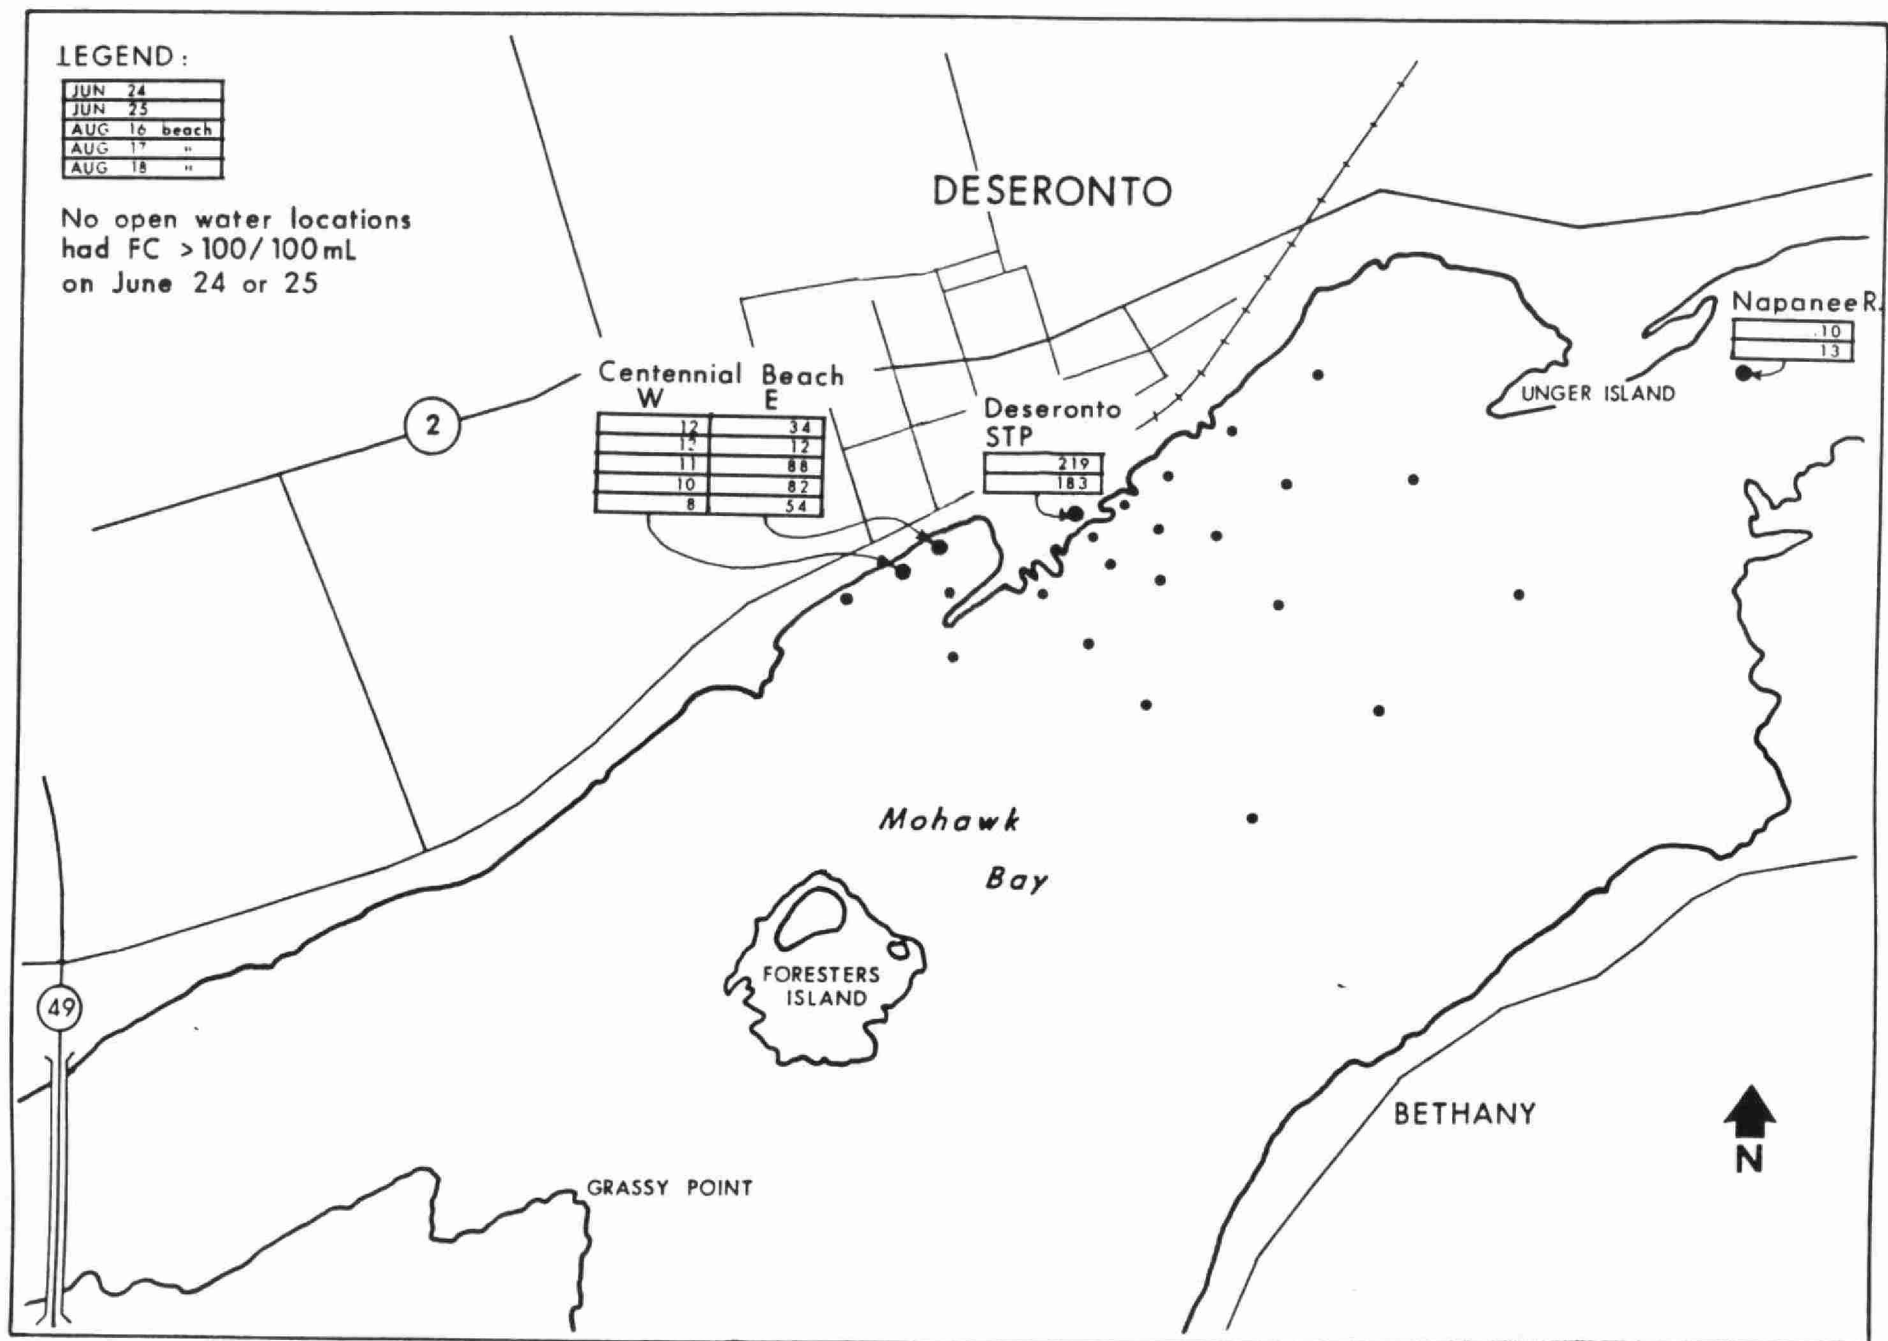 LEGEND:
JUN 24
JUN 25
AUG 16 beach
AUG 17 "
AUG 18 "
No open water locations
had FC >100/100mL
on June 24 or 25
DESERONTO
Napanee R.
10
13
UNGER ISLAND
Centennial Beach
W E
12 34
12 12
11 88
10 82
8 54
Deseronto
STP
219
183
2
Mohawk
Bay
FORESTERS
ISLAND
49
BETHANY
N
GRASSY POINT